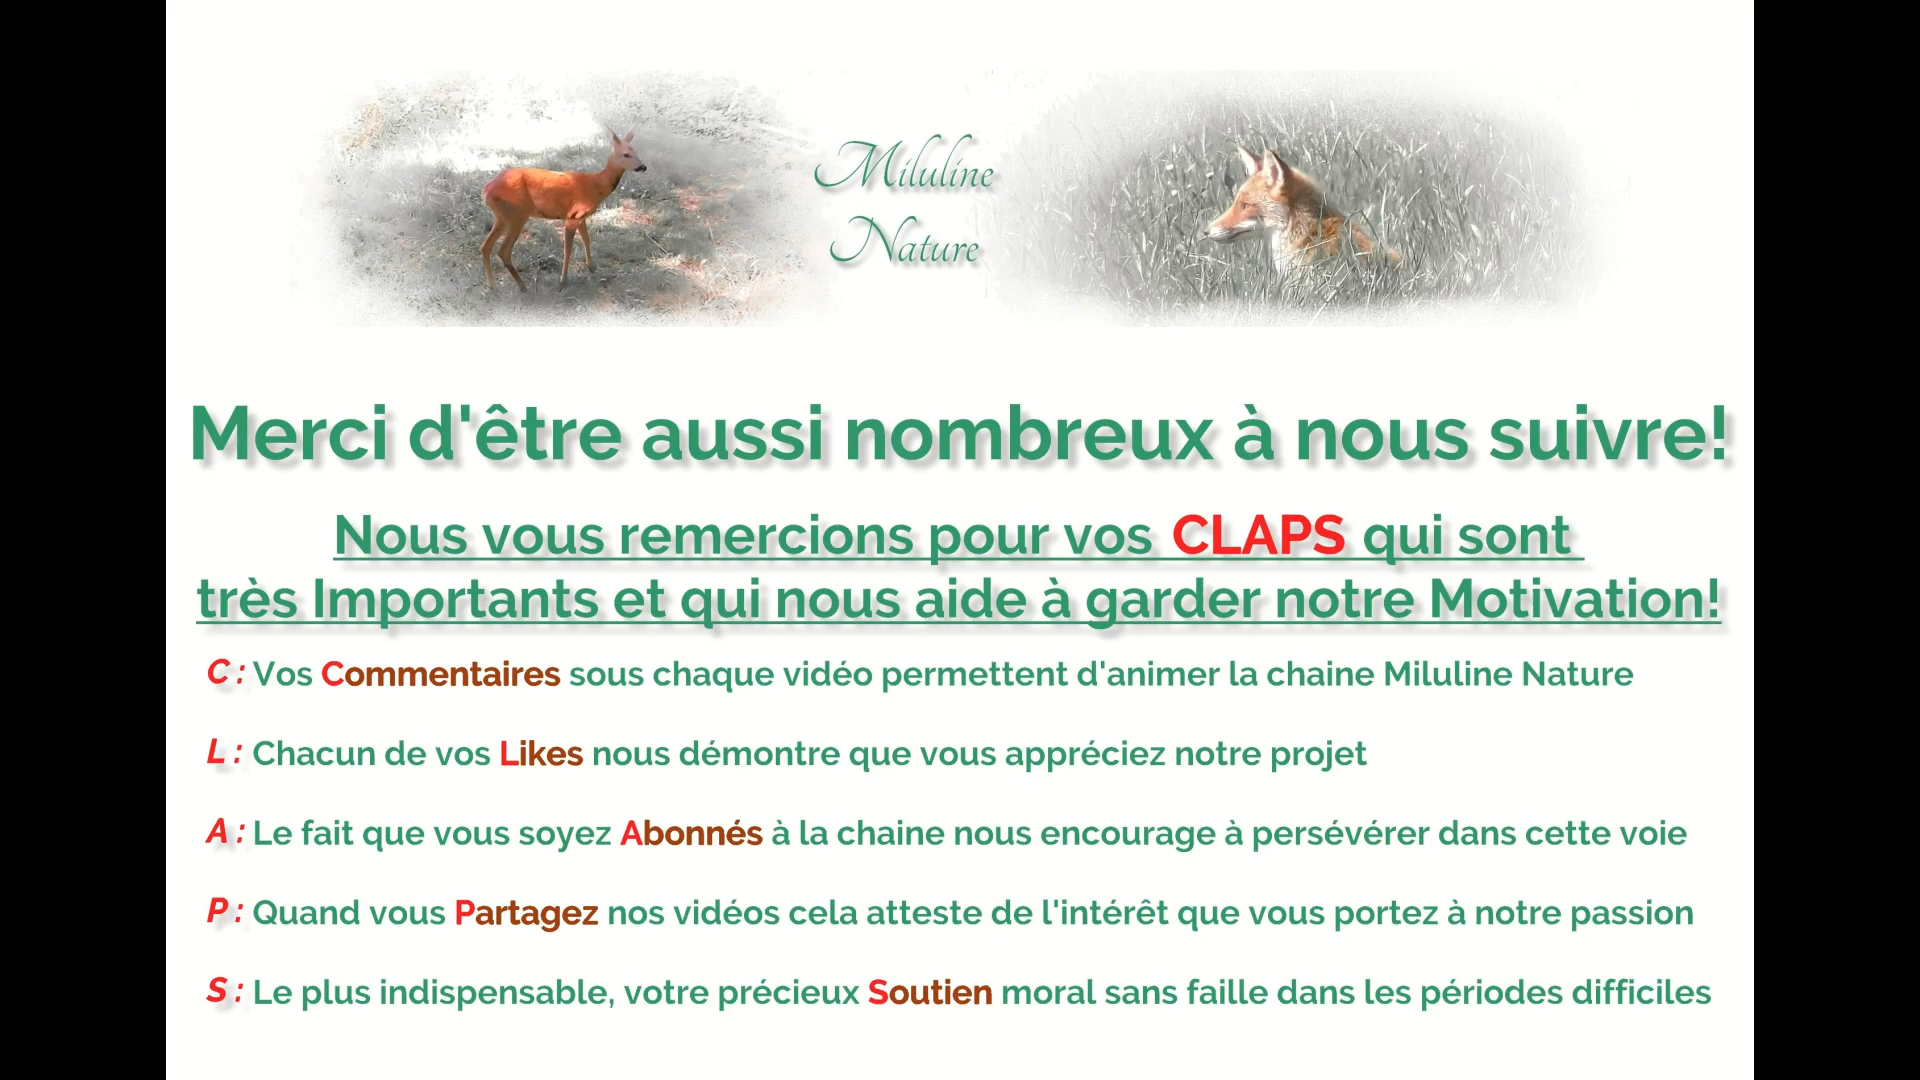 Miluline
Nature
Merci d'être aussi nombreux à nous suivre!
Nous vous remercions pour vos CLAPS qui sont
très Importants et qui nous aide à garder notre Motivation!
C : Vos Commentaires sous chaque vidéo permettent d'animer la chaine Miluline Nature
L : Chacun de vos Likes nous démontre que vous appréciez notre projet
A : Le fait que vous soyez Abonnés à la chaine nous encourage à persévérer dans cette voie
P : Quand vous Partagez nos vidéos cela atteste de l'intérêt que vous portez à notre passion
S : Le plus indispensable, votre précieux Soutien moral sans faille dans les périodes difficiles